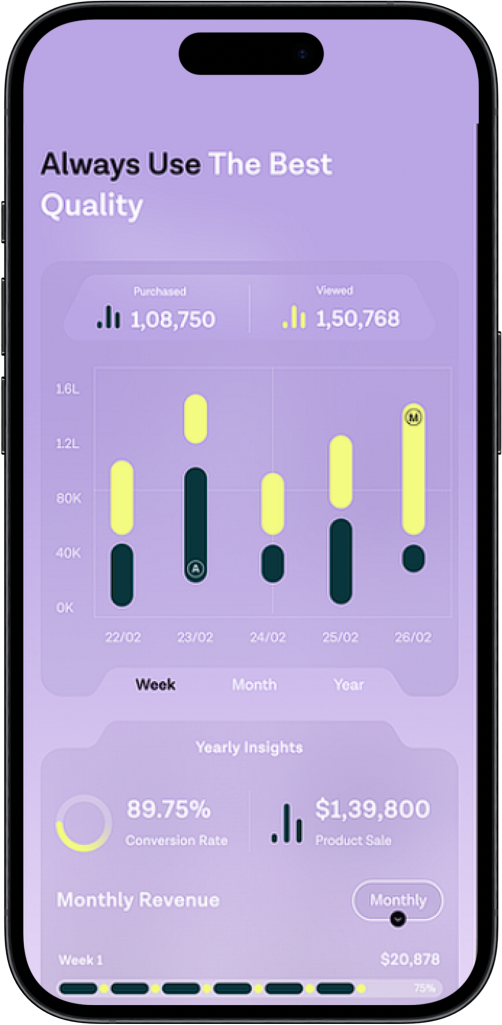 Always Use The Best
Quality
Purchased
1,08,750
Viewed
1,50,768
1.6L
1.2L
80K
40K
0K
M
A
22/02 23/02 24/02 25/02 26/02
Week Month Year
Yearly Insights
89.75%
Conversion Rate
$1,39,800
Product Sale
Monthly Revenue Monthly
Week 1 $20,878
75%